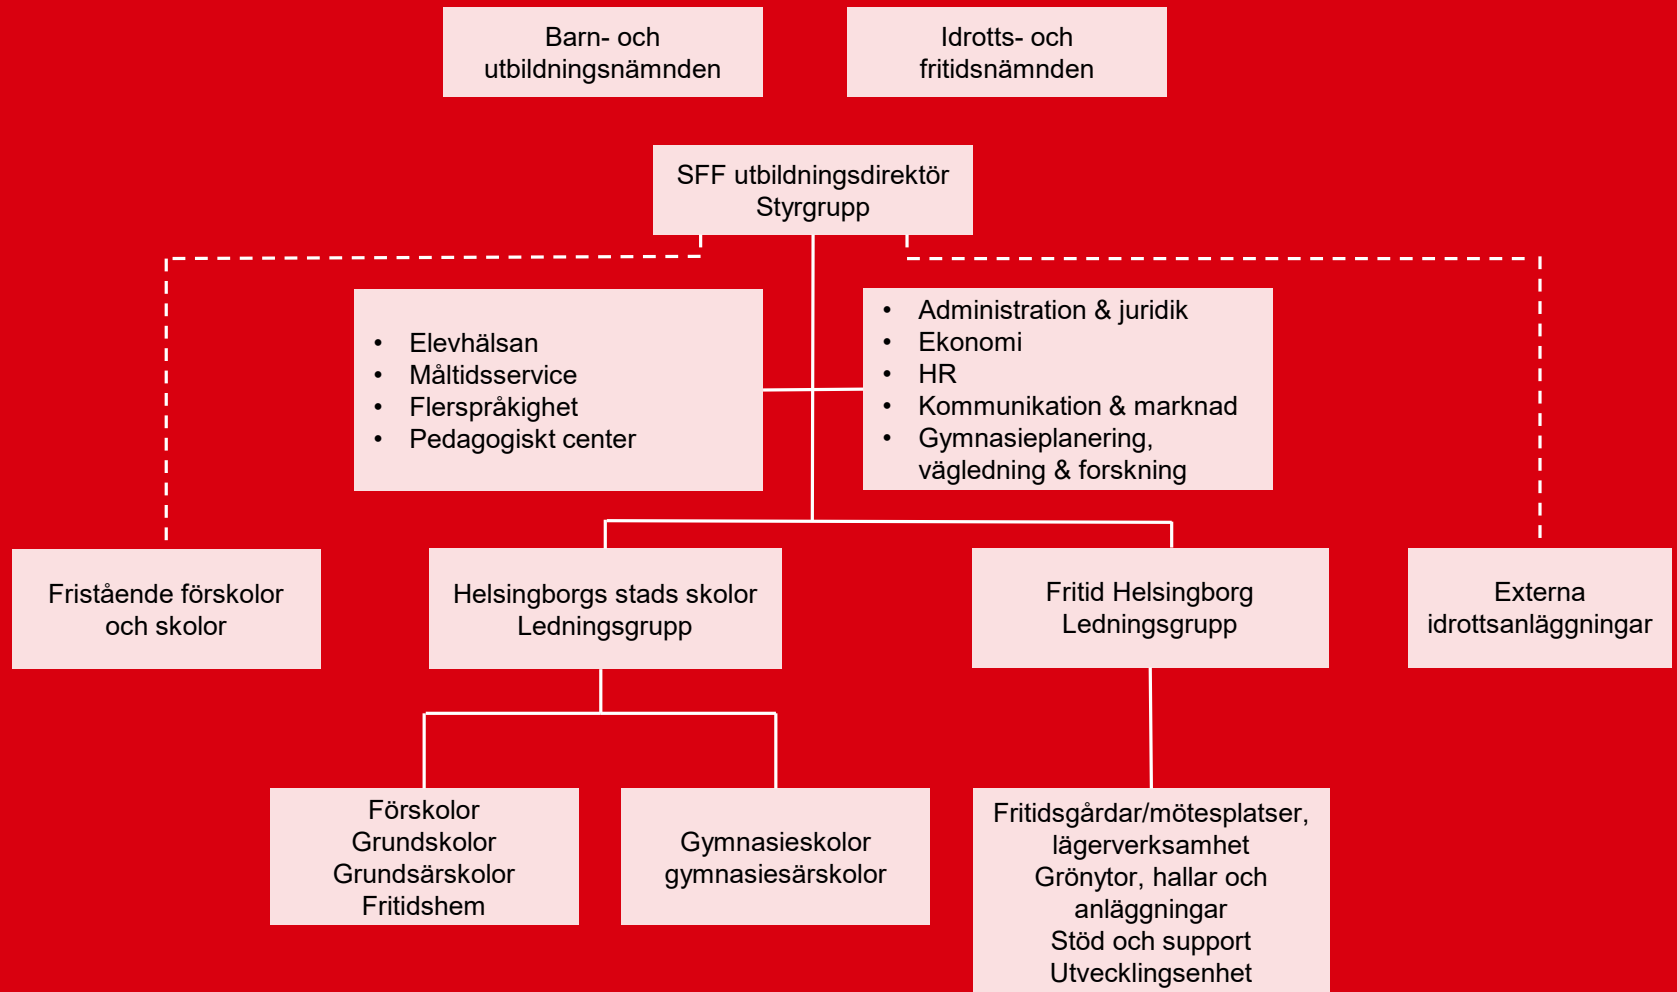 Barn- och
utbildningsnämnden
Idrotts- och
fritidsnämnden
SFF utbildningsdirektör
Styrgrupp
• Elevhälsan
• Måltidsservice
• Flerspråkighet
• Pedagogiskt center
• Administration & juridik
• Ekonomi
• HR
• Kommunikation & marknad
• Gymnasieplanering,
vägledning & forskning
Fristående förskolor
och skolor
Helsingborgs stads skolor
Ledningsgrupp
Fritid Helsingborg
Ledningsgrupp
Externa
idrottsanläggningar
Förskolor
Grundskolor
Grundsärskolor
Fritidshem
Gymnasieskolor
gymnasiesärskolor
Fritidsgårdar/mötesplatser,
lägerverksamhet
Grönytor, hallar och
anläggningar
Stöd och support
Utvecklingsenhet